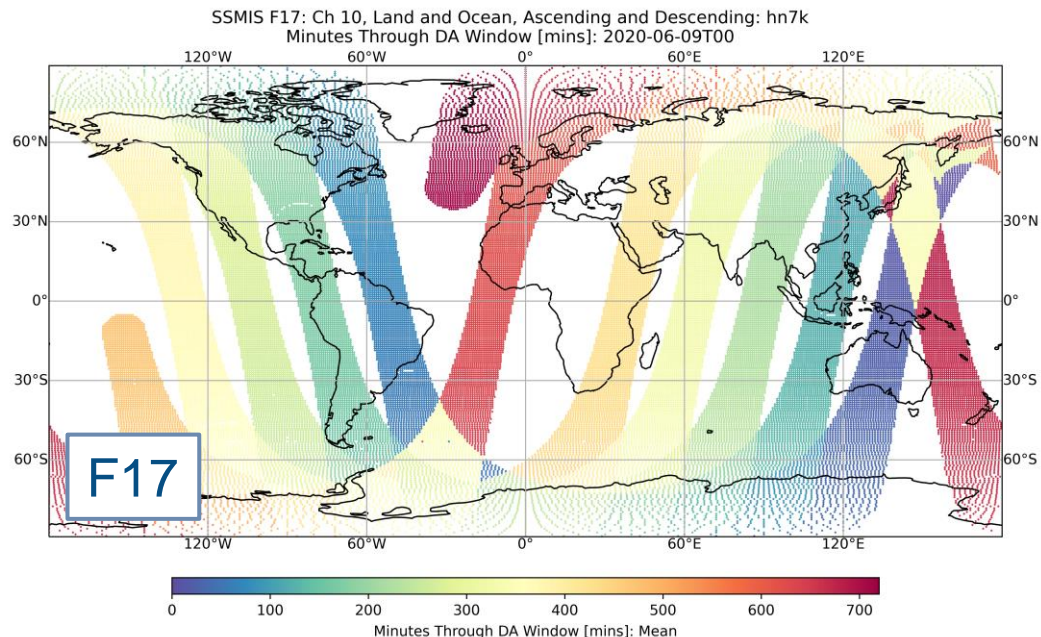 SSMIS F17: Ch 10, Land and Ocean, Ascending and Descending: hn7k
Minutes Through DA Window [mins]: 2020-06-09T00
120°W 60°W 0° 60°E 120°E
60°N 60°N
30°N 30°N
0° 0°
30°S 30°S
60°S 60°S
F17
120°W 60°W 0° 60°E 120°E
0 100 200 300 400 500 600 700
Minutes Through DA Window [mins]: Mean